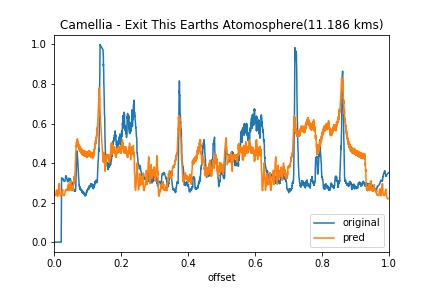 Camellia - Exit This Earths Atomosphere(11.186 kms)
1.0
0.8
0.6
0.4
0.2
0.0
0.0 0.2 0.4 0.6 0.8 1.0
offset
original
pred